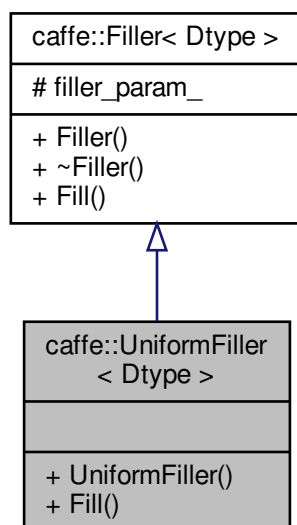 caffe::Filler< Dtype >
# filler_param_
+ Filler()
+ ~Filler()
+ Fill()
caffe::UniformFiller
< Dtype >
+ UniformFiller()
+ Fill()